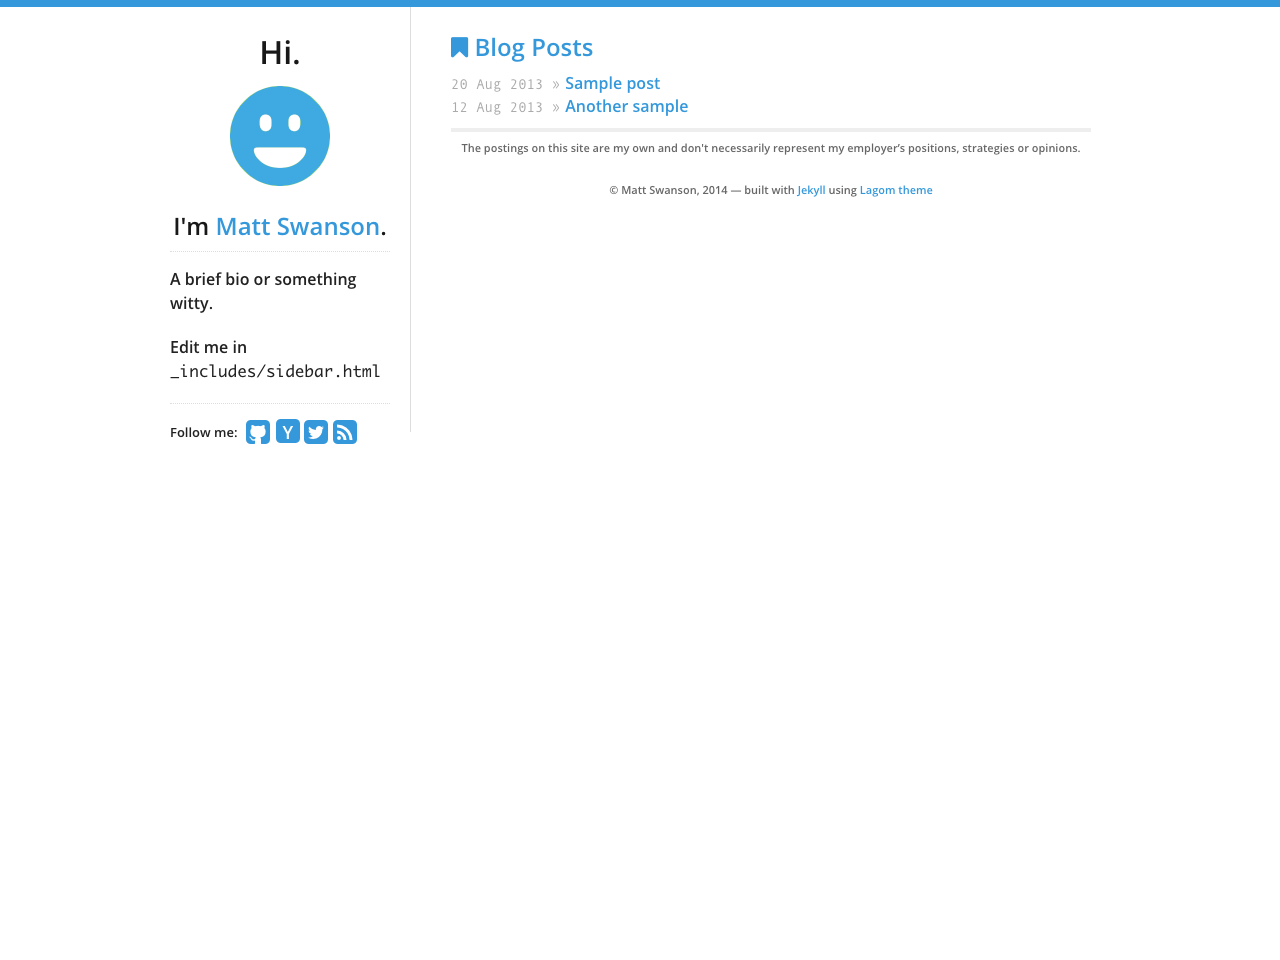 Hi.
I'm Matt Swanson.
A brief bio or something
witty.
Edit me in
_includes/sidebar.html
Follow me:
Y
Blog Posts
20 Aug 2013 » Sample post
12 Aug 2013 » Another sample
The postings on this site are my own and don't necessarily represent my employer’s positions, strategies or opinions.
© Matt Swanson, 2014 — built with Jekyll using Lagom theme